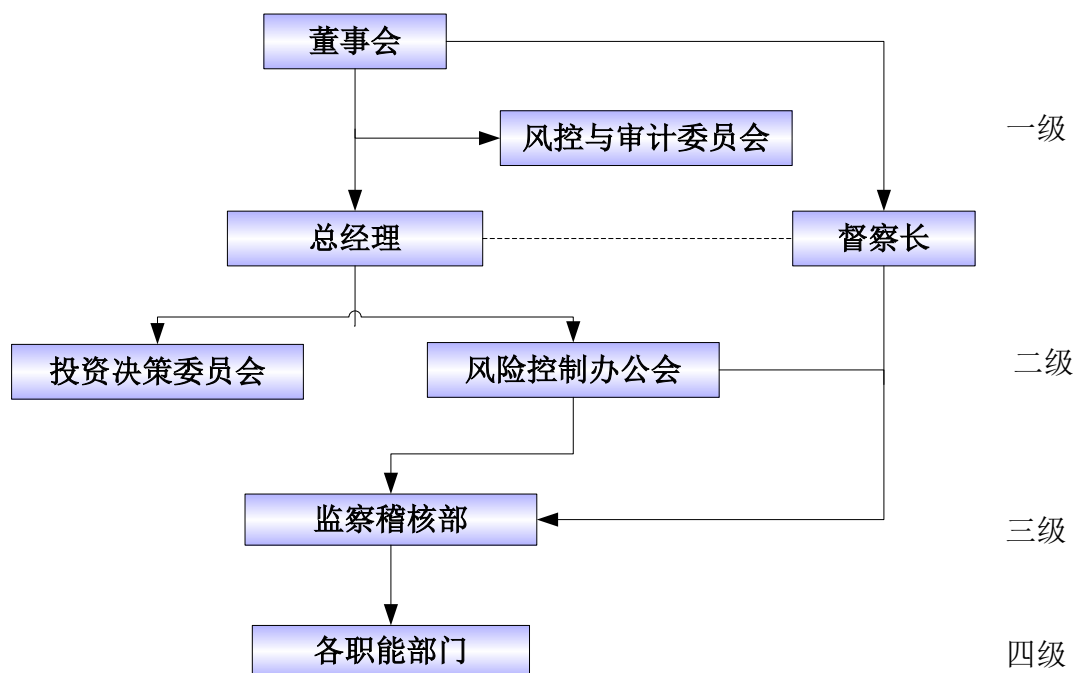 董事会
风控与审计委员会
一级
总经理
督察长
投资决策委员会
风险控制办公会
二级
监察稽核部
三级
各职能部门
四级